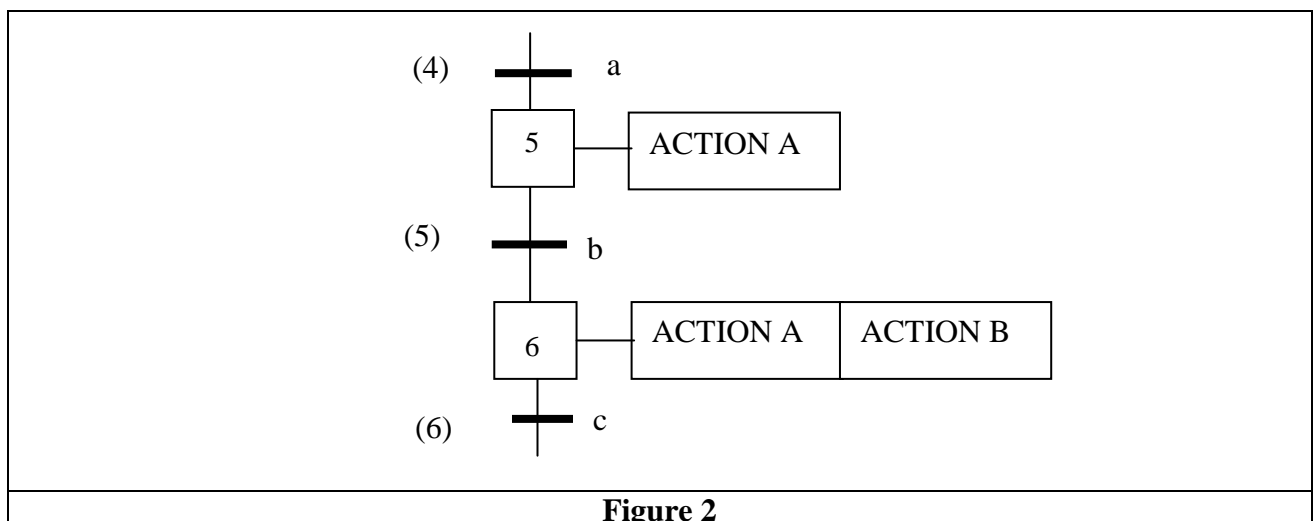 (4) a
5 ACTION A
(5) b
6 ACTION A ACTION B
(6) c
Figure 2